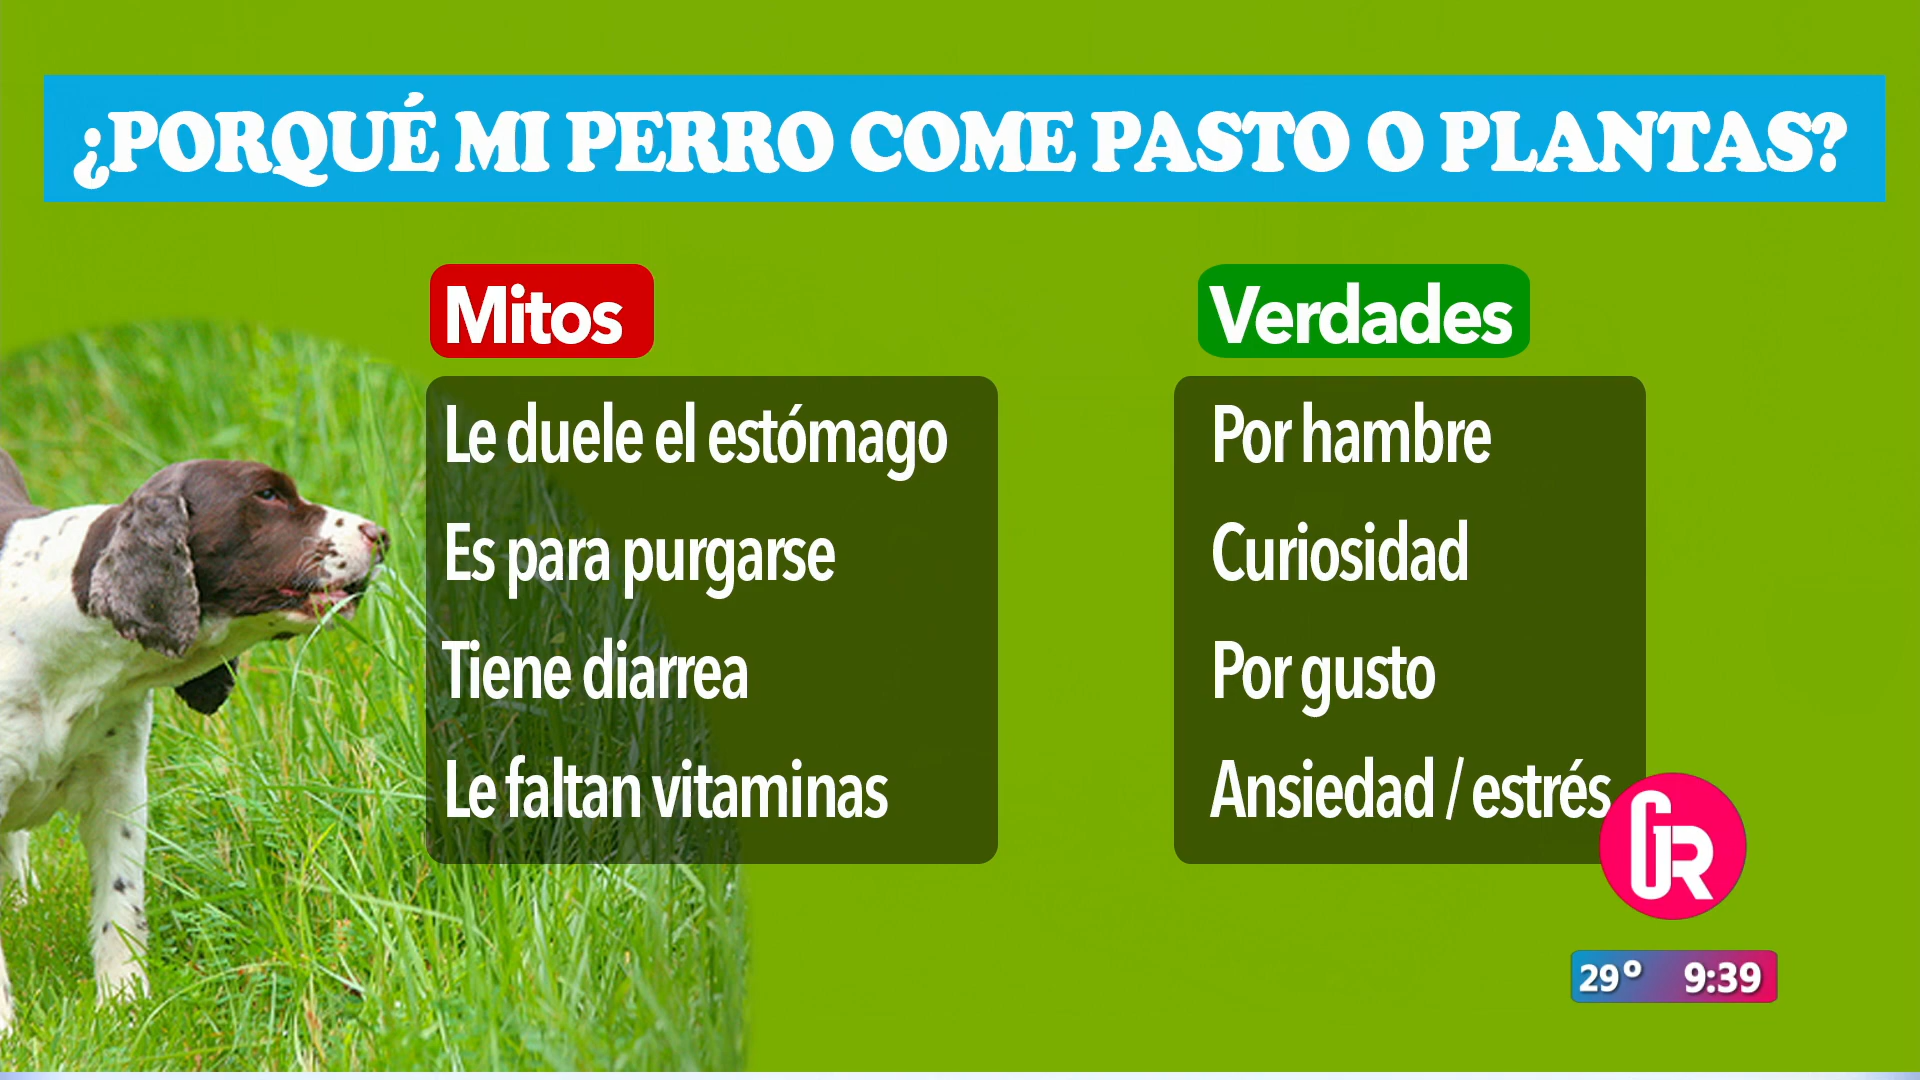 ¿PORQUÉ MI PERRO COME PASTO O PLANTAS?
Mitos
Le duele el estómago
Es para purgarse
Tiene diarrea
Le faltan vitaminas
Verdades
Por hambre
Curiosidad
Por gusto
Ansiedad / estrés
GR
29° 9:39